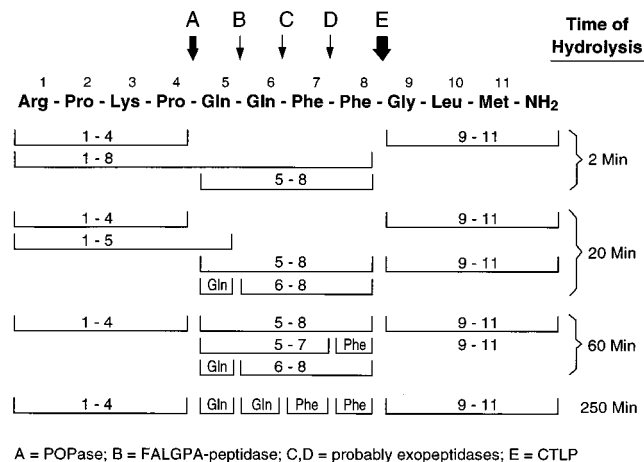 A B C D E Time of Hydrolysis
1 2 3 4 5 6 7 8 9 10 11
Arg - Pro - Lys - Pro - Gln - Gln - Phe - Phe - Gly - Leu - Met - NH2
1 - 4 9 - 11
1 - 8 2 Min
5 - 8
1 - 4 9 - 11
1 - 5 20 Min
5 - 8 9 - 11
Gln 6 - 8
1 - 4 5 - 8 9 - 11
5 - 7 Phe 9 - 11 60 Min
Gln 6 - 8
1 - 4 Gln Gln Phe Phe 9 - 11 250 Min
A = POPase; B = FALGPA-peptidase; C,D = probably exopeptidases; E = CTLP